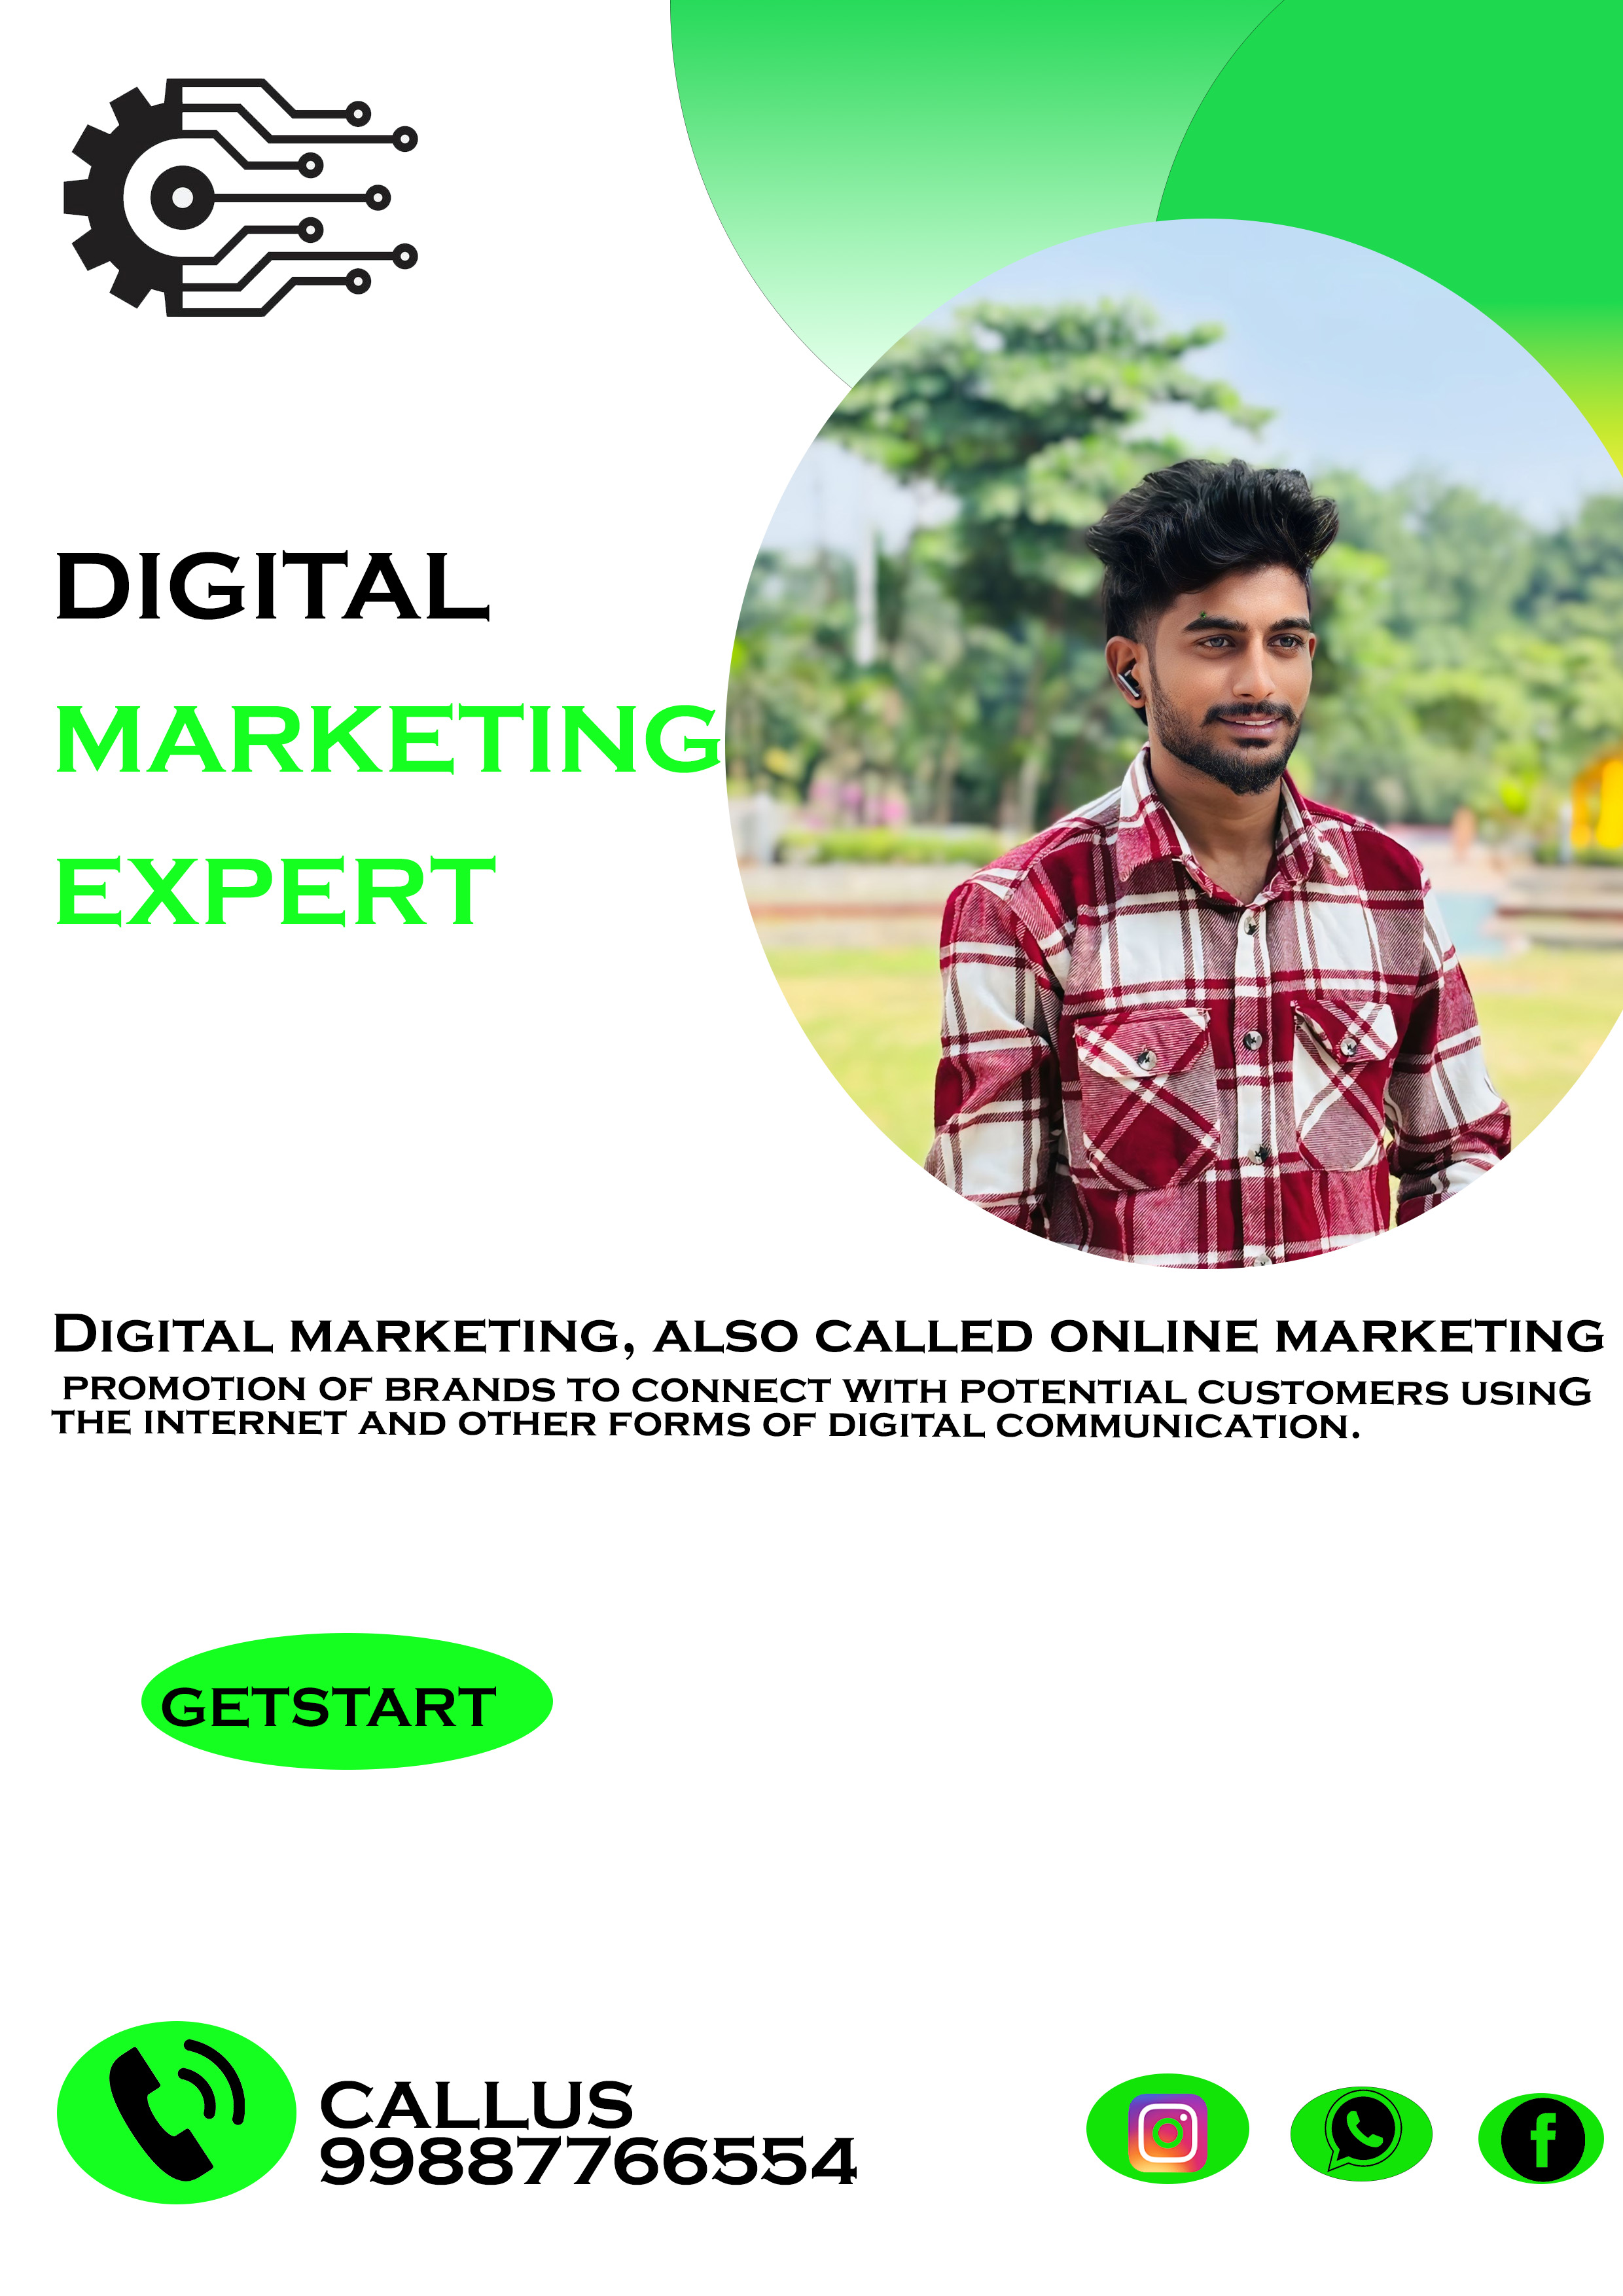 DIGITAL
MARKETING
EXPERT
DIGITAL MARKETING, ALSO CALLED ONLINE MARKETING
PROMOTION OF BRANDS TO CONNECT WITH POTENTIAL CUSTOMERS USING
THE INTERNET AND OTHER FORMS OF DIGITAL COMMUNICATION.
GETSTART
CALLUS
99887766554